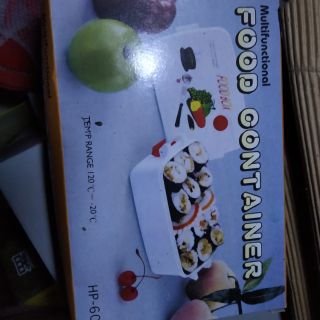 Multifunctional
FOOD CONTAINER
TEMP RANGE 120°C — -20°C